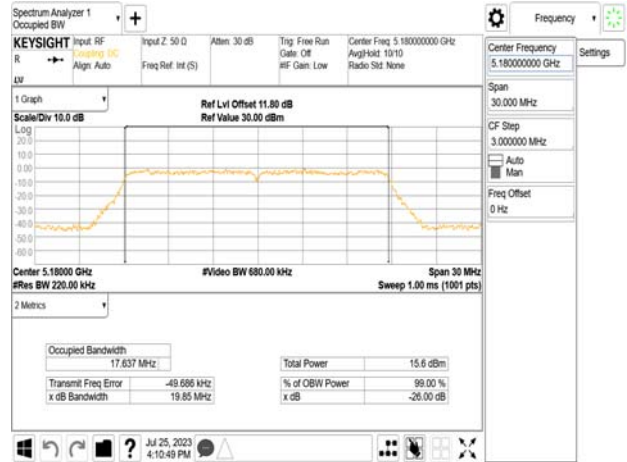 Spectrum Analyzer 1
Occupied BW
Frequency
KEYSIGHT
R
Input: RF
Coupling: DC
Align: Auto
Input Z: 50 Ω
Freq Ref: Int (S)
Atten: 30 dB
Trig: Free Run
Gate: Off
#IF Gain: Low
Center Freq: 5.180000000 GHz
Avg|Hold: 10/10
Radio Std: None
Center Frequency
5.180000000 GHz
Settings
Span
30.000 MHz
CF Step
3.000000 MHz
Auto
Man
Freq Offset
0 Hz
1 Graph
Scale/Div 10.0 dB
Ref Lvl Offset 11.80 dB
Ref Value 30.00 dBm
Log
20.0
10.0
0.00
-10.0
-20.0
-30.0
-40.0
-50.0
-60.0
Center 5.18000 GHz
#Res BW 220.00 kHz
#Video BW 680.00 kHz
Span 30 MHz
Sweep 1.00 ms (1001 pts)
2 Metrics
Occupied Bandwidth
17.637 MHz
Total Power 15.6 dBm
Transmit Freq Error -49.686 kHz
% of OBW Power 99.00 %
x dB Bandwidth 19.85 MHz
x dB -26.00 dB
?
Jul 25, 2023
4:10:49 PM